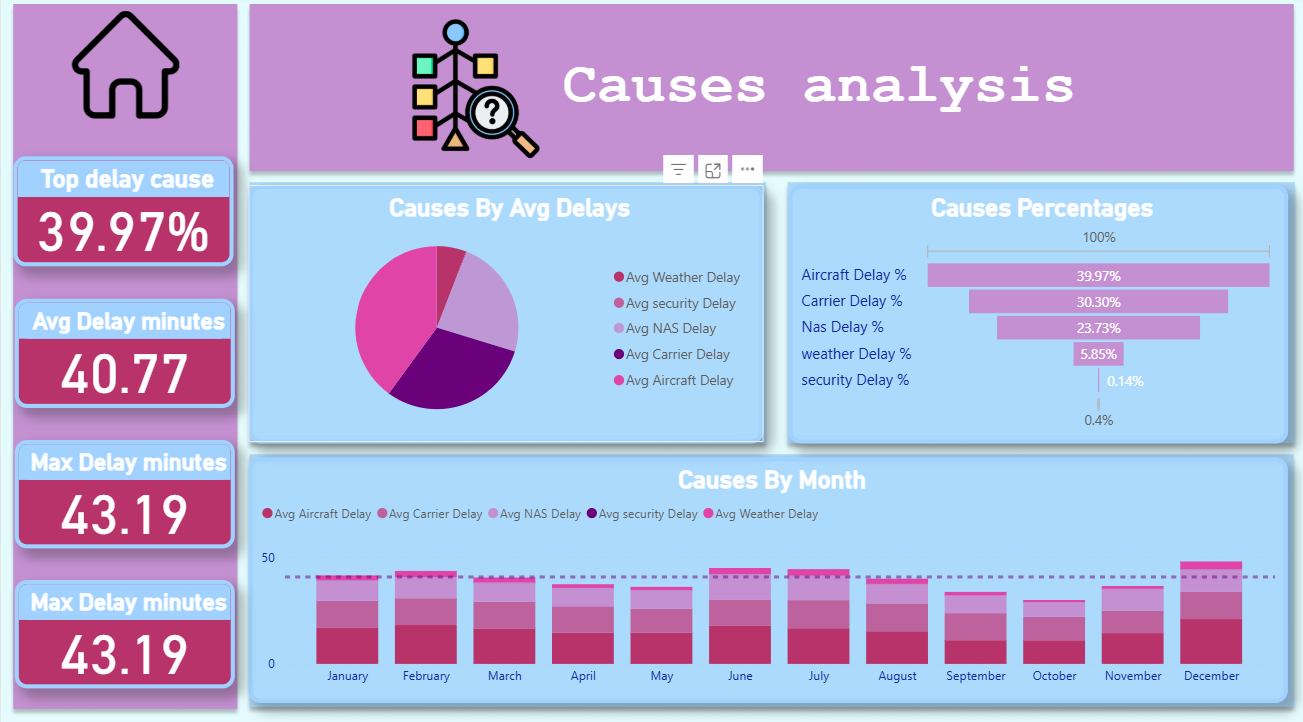 Causes analysis
?
Top delay cause
39.97%
Avg Delay minutes
40.77
Max Delay minutes
43.19
Max Delay minutes
43.19
Causes By Avg Delays
Avg Weather Delay
Avg security Delay
Avg NAS Delay
Avg Carrier Delay
Avg Aircraft Delay
Causes Percentages
100%
Aircraft Delay % 39.97%
Carrier Delay % 30.30%
Nas Delay % 23.73%
weather Delay % 5.85%
security Delay % 0.14%
0.4%
Causes By Month
Avg Aircraft Delay Avg Carrier Delay Avg NAS Delay Avg security Delay Avg Weather Delay
50
0
January February March April May June July August September October November December